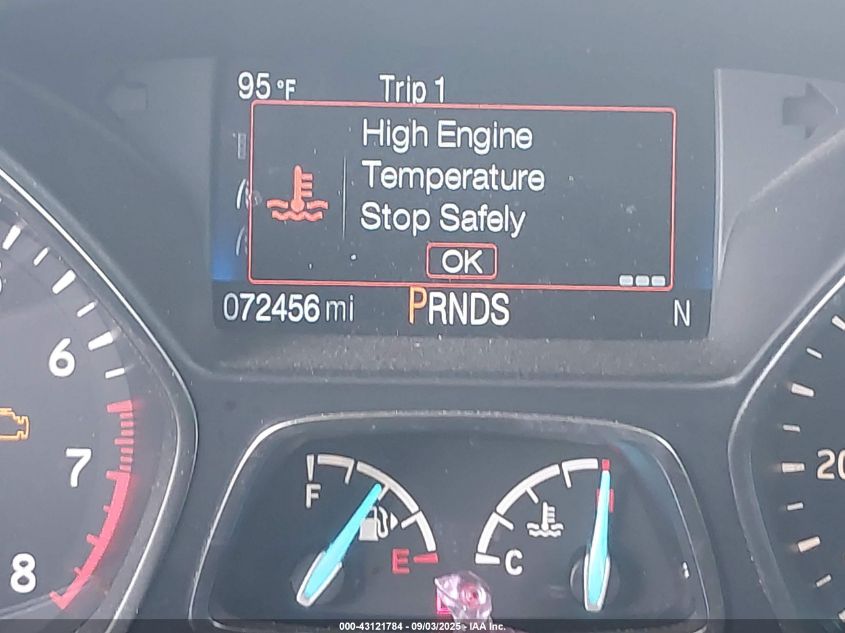 95 °F Trip 1
High Engine
Temperature
Stop Safely
OK
072456 mi PRNDS N
6
7
8
F
E
C
H
20
000-43121784 - 09/03/2025 - IAA Inc.